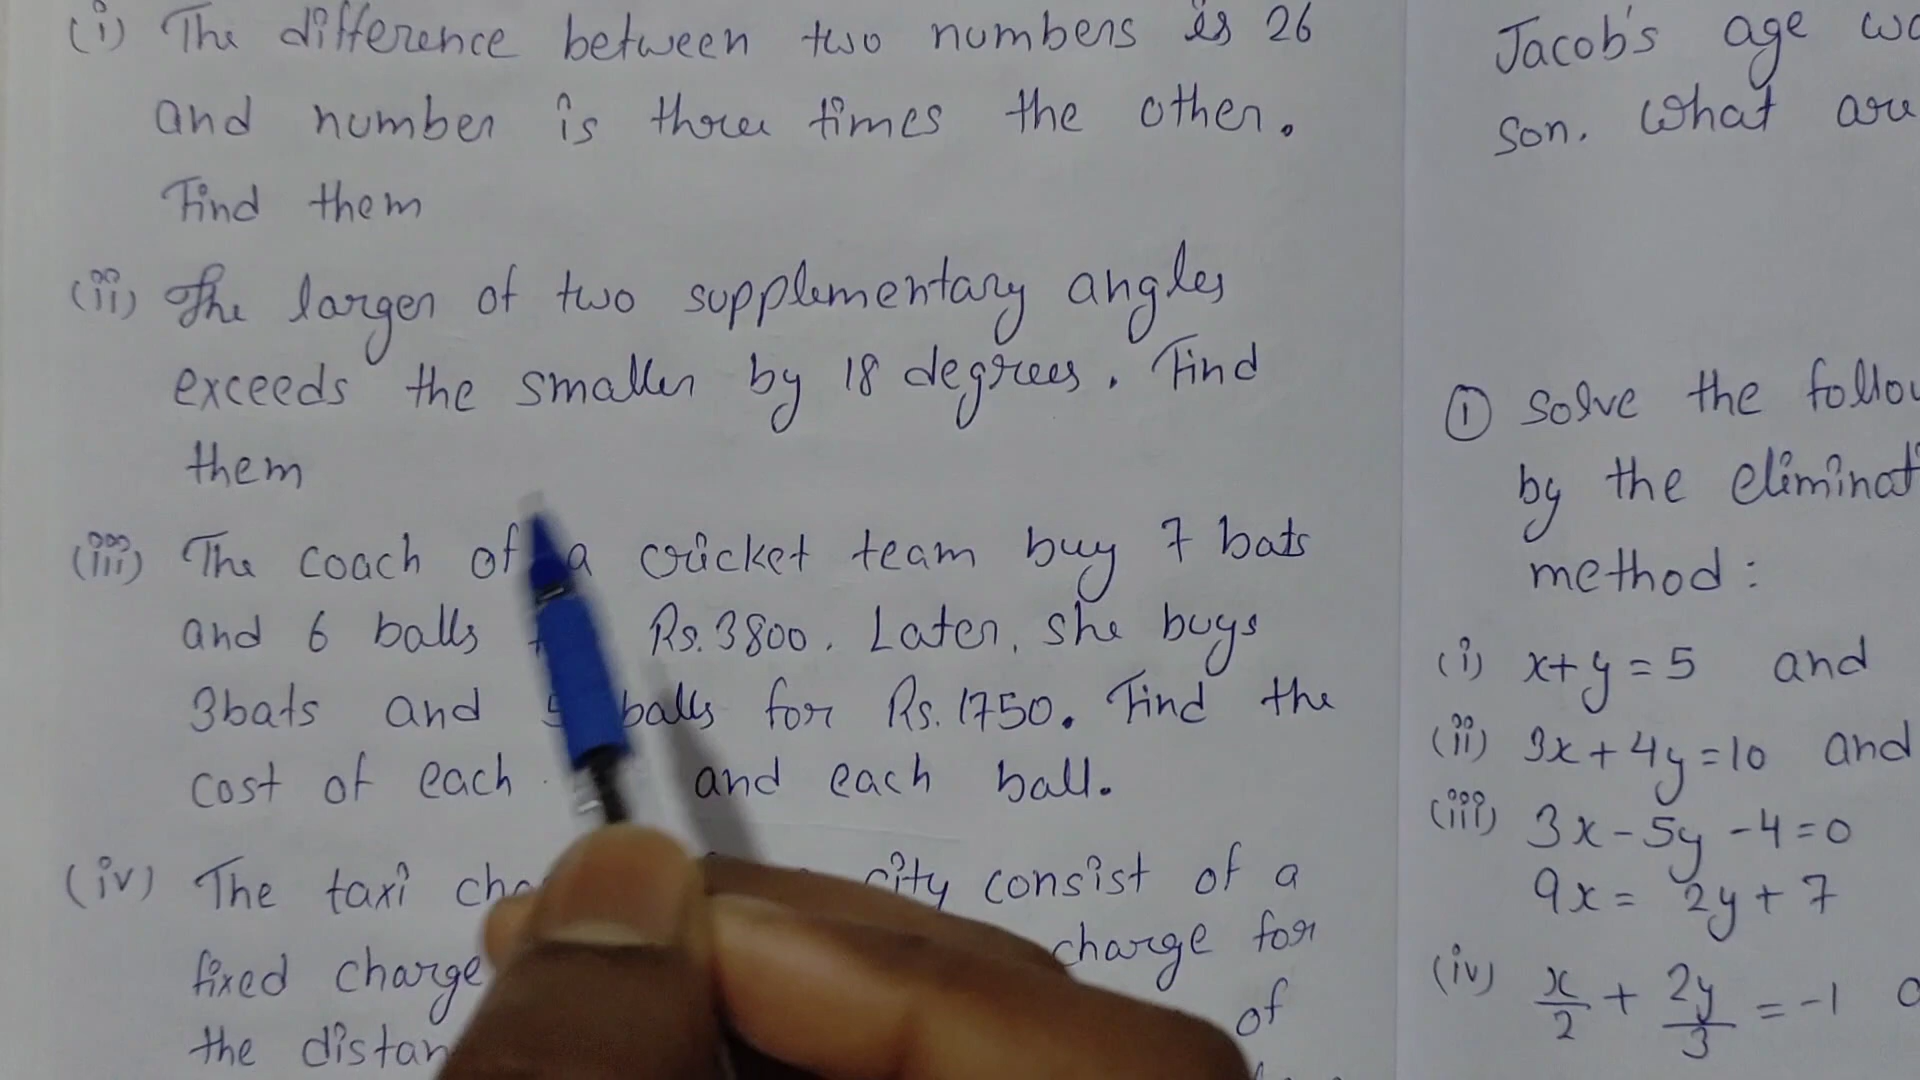 (i) The difference between two numbers is 26
and number is three times the other.
Find them
(ii) The larger of two supplementary angles
exceeds the smaller by 18 degrees. Find
them
(iii) The coach of a cricket team buy 7 bats
and 6 balls Rs.3800. Later, she buys
3bats and 5 balls for Rs.1750. Find the
cost of each and each ball.
(iv) The taxi city consist of a
fixed charge charge for
the of
Jacob's age
son. What are
① Solve the
by the
method:
(i) x+y=5 and
(ii) 3x+4y=10 and
(iii) 3x-5y-4=0
9x= 2y+7
(iv) x/2 + 2y/3 = -1